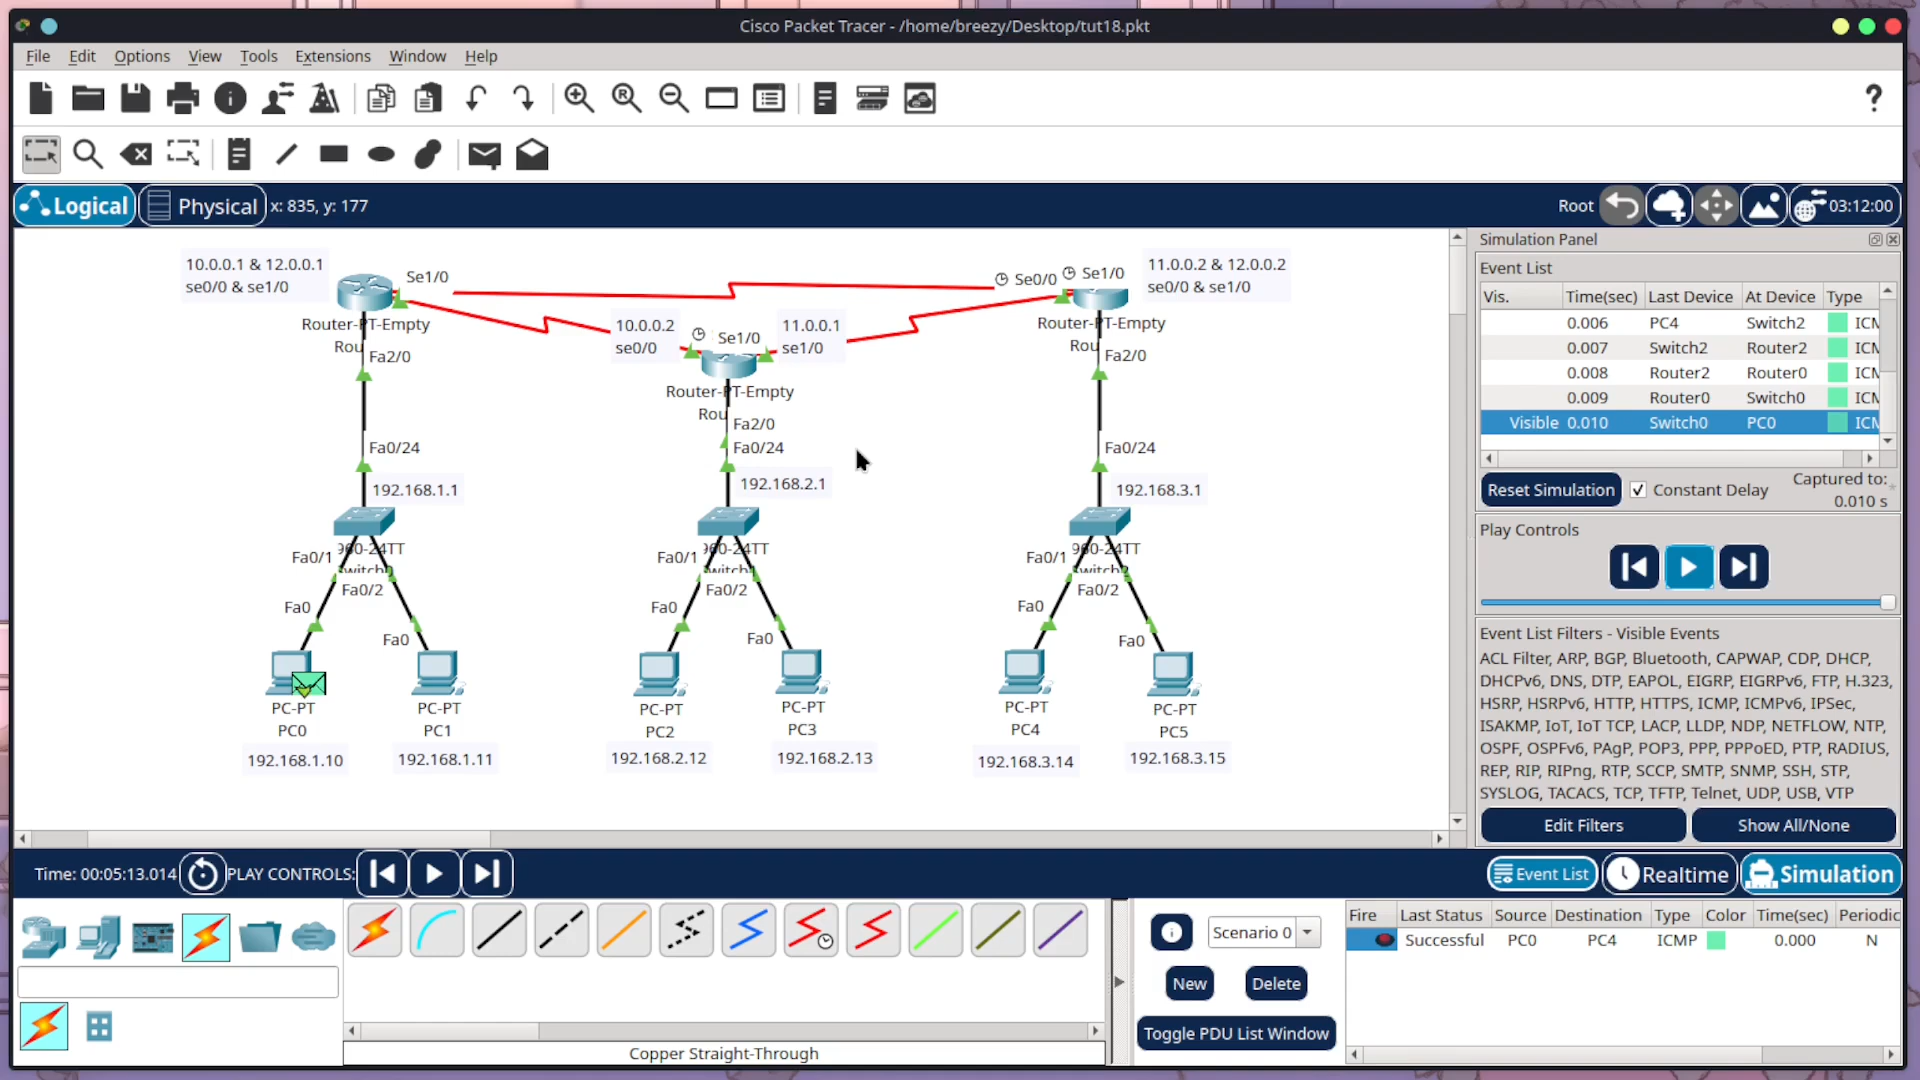 Cisco Packet Tracer - /home/breezy/Desktop/tut18.pkt
File Edit Options View Tools Extensions Window Help
Logical Physical x: 835, y: 177 Root 03:12:00
10.0.0.1 & 12.0.0.1
se0/0 & se1/0
Se1/0
Se0/0
Se1/0
11.0.0.2 & 12.0.0.2
se0/0 & se1/0
Router-PT-Empty
Rou
Fa2/0
10.0.0.2
se0/0
Se1/0
11.0.0.1
se1/0
Router-PT-Empty
Rou
Fa2/0
Router-PT-Empty
Rou
Fa2/0
Fa0/24
Fa0/24
Fa0/24
192.168.1.1
192.168.2.1
192.168.3.1
Fa0/1 960-24TT
Fa0/2
Fa0/1 960-24TT
Fa0/2
Fa0/1 960-24TT
Fa0/2
Fa0 Fa0
Fa0 Fa0
Fa0 Fa0
PC-PT
PC0
192.168.1.10
PC-PT
PC1
192.168.1.11
PC-PT
PC2
192.168.2.12
PC-PT
PC3
192.168.2.13
PC-PT
PC4
192.168.3.14
PC-PT
PC5
192.168.3.15
Simulation Panel
Event List
Vis. Time(sec) Last Device At Device Type
0.006 PC4 Switch2 ICM
0.007 Switch2 Router2 ICM
0.008 Router2 Router0 ICM
0.009 Router0 Switch0 ICM
Visible 0.010 Switch0 PC0 ICM
Reset Simulation Constant Delay Captured to:
0.010 s
Play Controls
Event List Filters - Visible Events
ACL Filter, ARP, BGP, Bluetooth, CAPWAP, CDP, DHCP,
DHCPv6, DNS, DTP, EAPOL, EIGRP, EIGRPv6, FTP, H.323,
HSRP, HSRPv6, HTTP, HTTPS, ICMP, ICMPv6, IPSec,
ISAKMP, IoT, IoT TCP, LACP, LLDP, NDP, NETFLOW, NTP,
OSPF, OSPFv6, PAgP, POP3, PPP, PPPoED, PTP, RADIUS,
REP, RIP, RIPng, RTP, SCCP, SMTP, SNMP, SSH, STP,
SYSLOG, TACACS, TCP, TFTP, Telnet, UDP, USB, VTP
Edit Filters Show All/None
Time: 00:05:13.014 PLAY CONTROLS: Event List Realtime Simulation
Copper Straight-Through
Scenario 0
New Delete
Toggle PDU List Window
Fire Last Status Source Destination Type Color Time(sec) Periodic
Successful PC0 PC4 ICMP 0.000 N